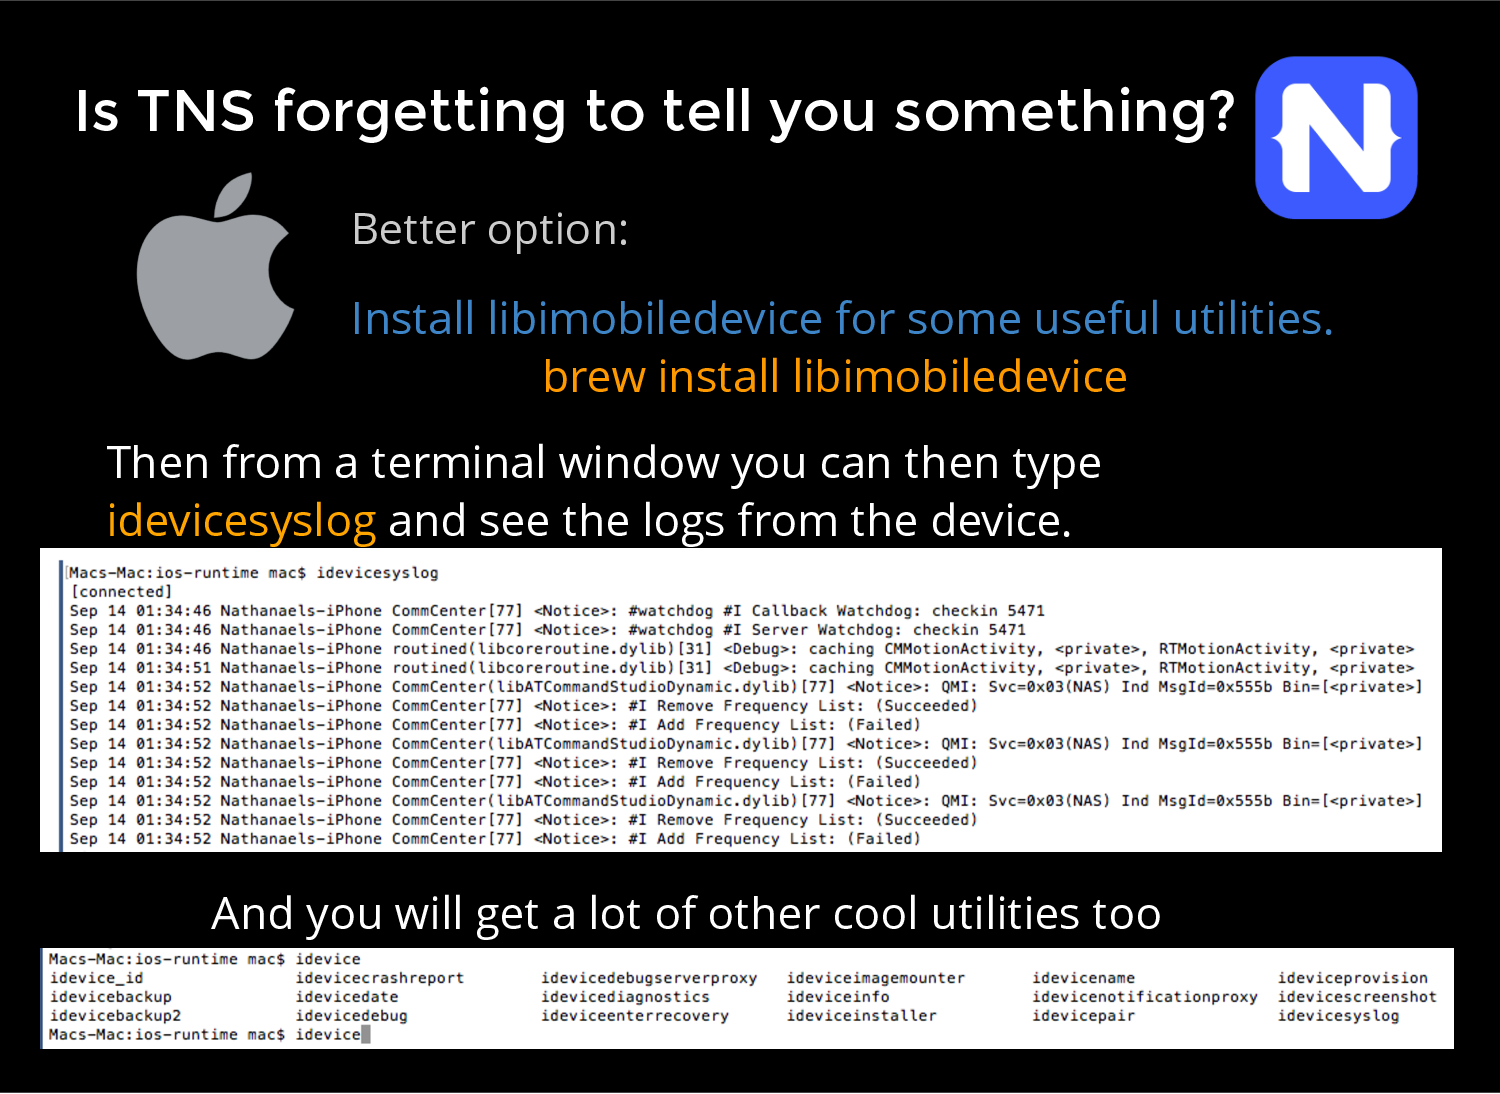 Is TNS forgetting to tell you something?
Better option:
Install libimobiledevice for some useful utilities.
brew install libimobiledevice
Then from a terminal window you can then type
idevicesyslog and see the logs from the device.
[Macs-Mac:ios-runtime mac$ idevicesyslog
[connected]
Sep 14 01:34:46 Nathanaels-iPhone CommCenter[77] <Notice>: #watchdog #I Callback Watchdog: checkin 5471
Sep 14 01:34:46 Nathanaels-iPhone CommCenter[77] <Notice>: #watchdog #I Server Watchdog: checkin 5471
Sep 14 01:34:46 Nathanaels-iPhone routined(libcoreroutine.dylib)[31] <Debug>: caching CMMotionActivity, <private>, RTMotionActivity, <private>
Sep 14 01:34:51 Nathanaels-iPhone routined(libcoreroutine.dylib)[31] <Debug>: caching CMMotionActivity, <private>, RTMotionActivity, <private>
Sep 14 01:34:52 Nathanaels-iPhone CommCenter(libATCommandStudioDynamic.dylib)[77] <Notice>: QMI: Svc=0x03(NAS) Ind MsgId=0x555b Bin=[<private>]
Sep 14 01:34:52 Nathanaels-iPhone CommCenter[77] <Notice>: #I Remove Frequency List: (Succeeded)
Sep 14 01:34:52 Nathanaels-iPhone CommCenter[77] <Notice>: #I Add Frequency List: (Failed)
Sep 14 01:34:52 Nathanaels-iPhone CommCenter(libATCommandStudioDynamic.dylib)[77] <Notice>: QMI: Svc=0x03(NAS) Ind MsgId=0x555b Bin=[<private>]
Sep 14 01:34:52 Nathanaels-iPhone CommCenter[77] <Notice>: #I Remove Frequency List: (Succeeded)
Sep 14 01:34:52 Nathanaels-iPhone CommCenter[77] <Notice>: #I Add Frequency List: (Failed)
Sep 14 01:34:52 Nathanaels-iPhone CommCenter(libATCommandStudioDynamic.dylib)[77] <Notice>: QMI: Svc=0x03(NAS) Ind MsgId=0x555b Bin=[<private>]
Sep 14 01:34:52 Nathanaels-iPhone CommCenter[77] <Notice>: #I Remove Frequency List: (Succeeded)
Sep 14 01:34:52 Nathanaels-iPhone CommCenter[77] <Notice>: #I Add Frequency List: (Failed)
And you will get a lot of other cool utilities too
Macs-Mac:ios-runtime mac$ idevice
idevice_id idevicecrashreport idevicedebugserverproxy ideviceimagemounter idevicename ideviceprovision
idevicebackup idevicedate idevicediagnostics ideviceinfo idevicenotificationproxy idevicescreenshot
idevicebackup2 idevicedebug ideviceenterrecovery ideviceinstaller idevicepair idevicesyslog
Macs-Mac:ios-runtime mac$ idevice